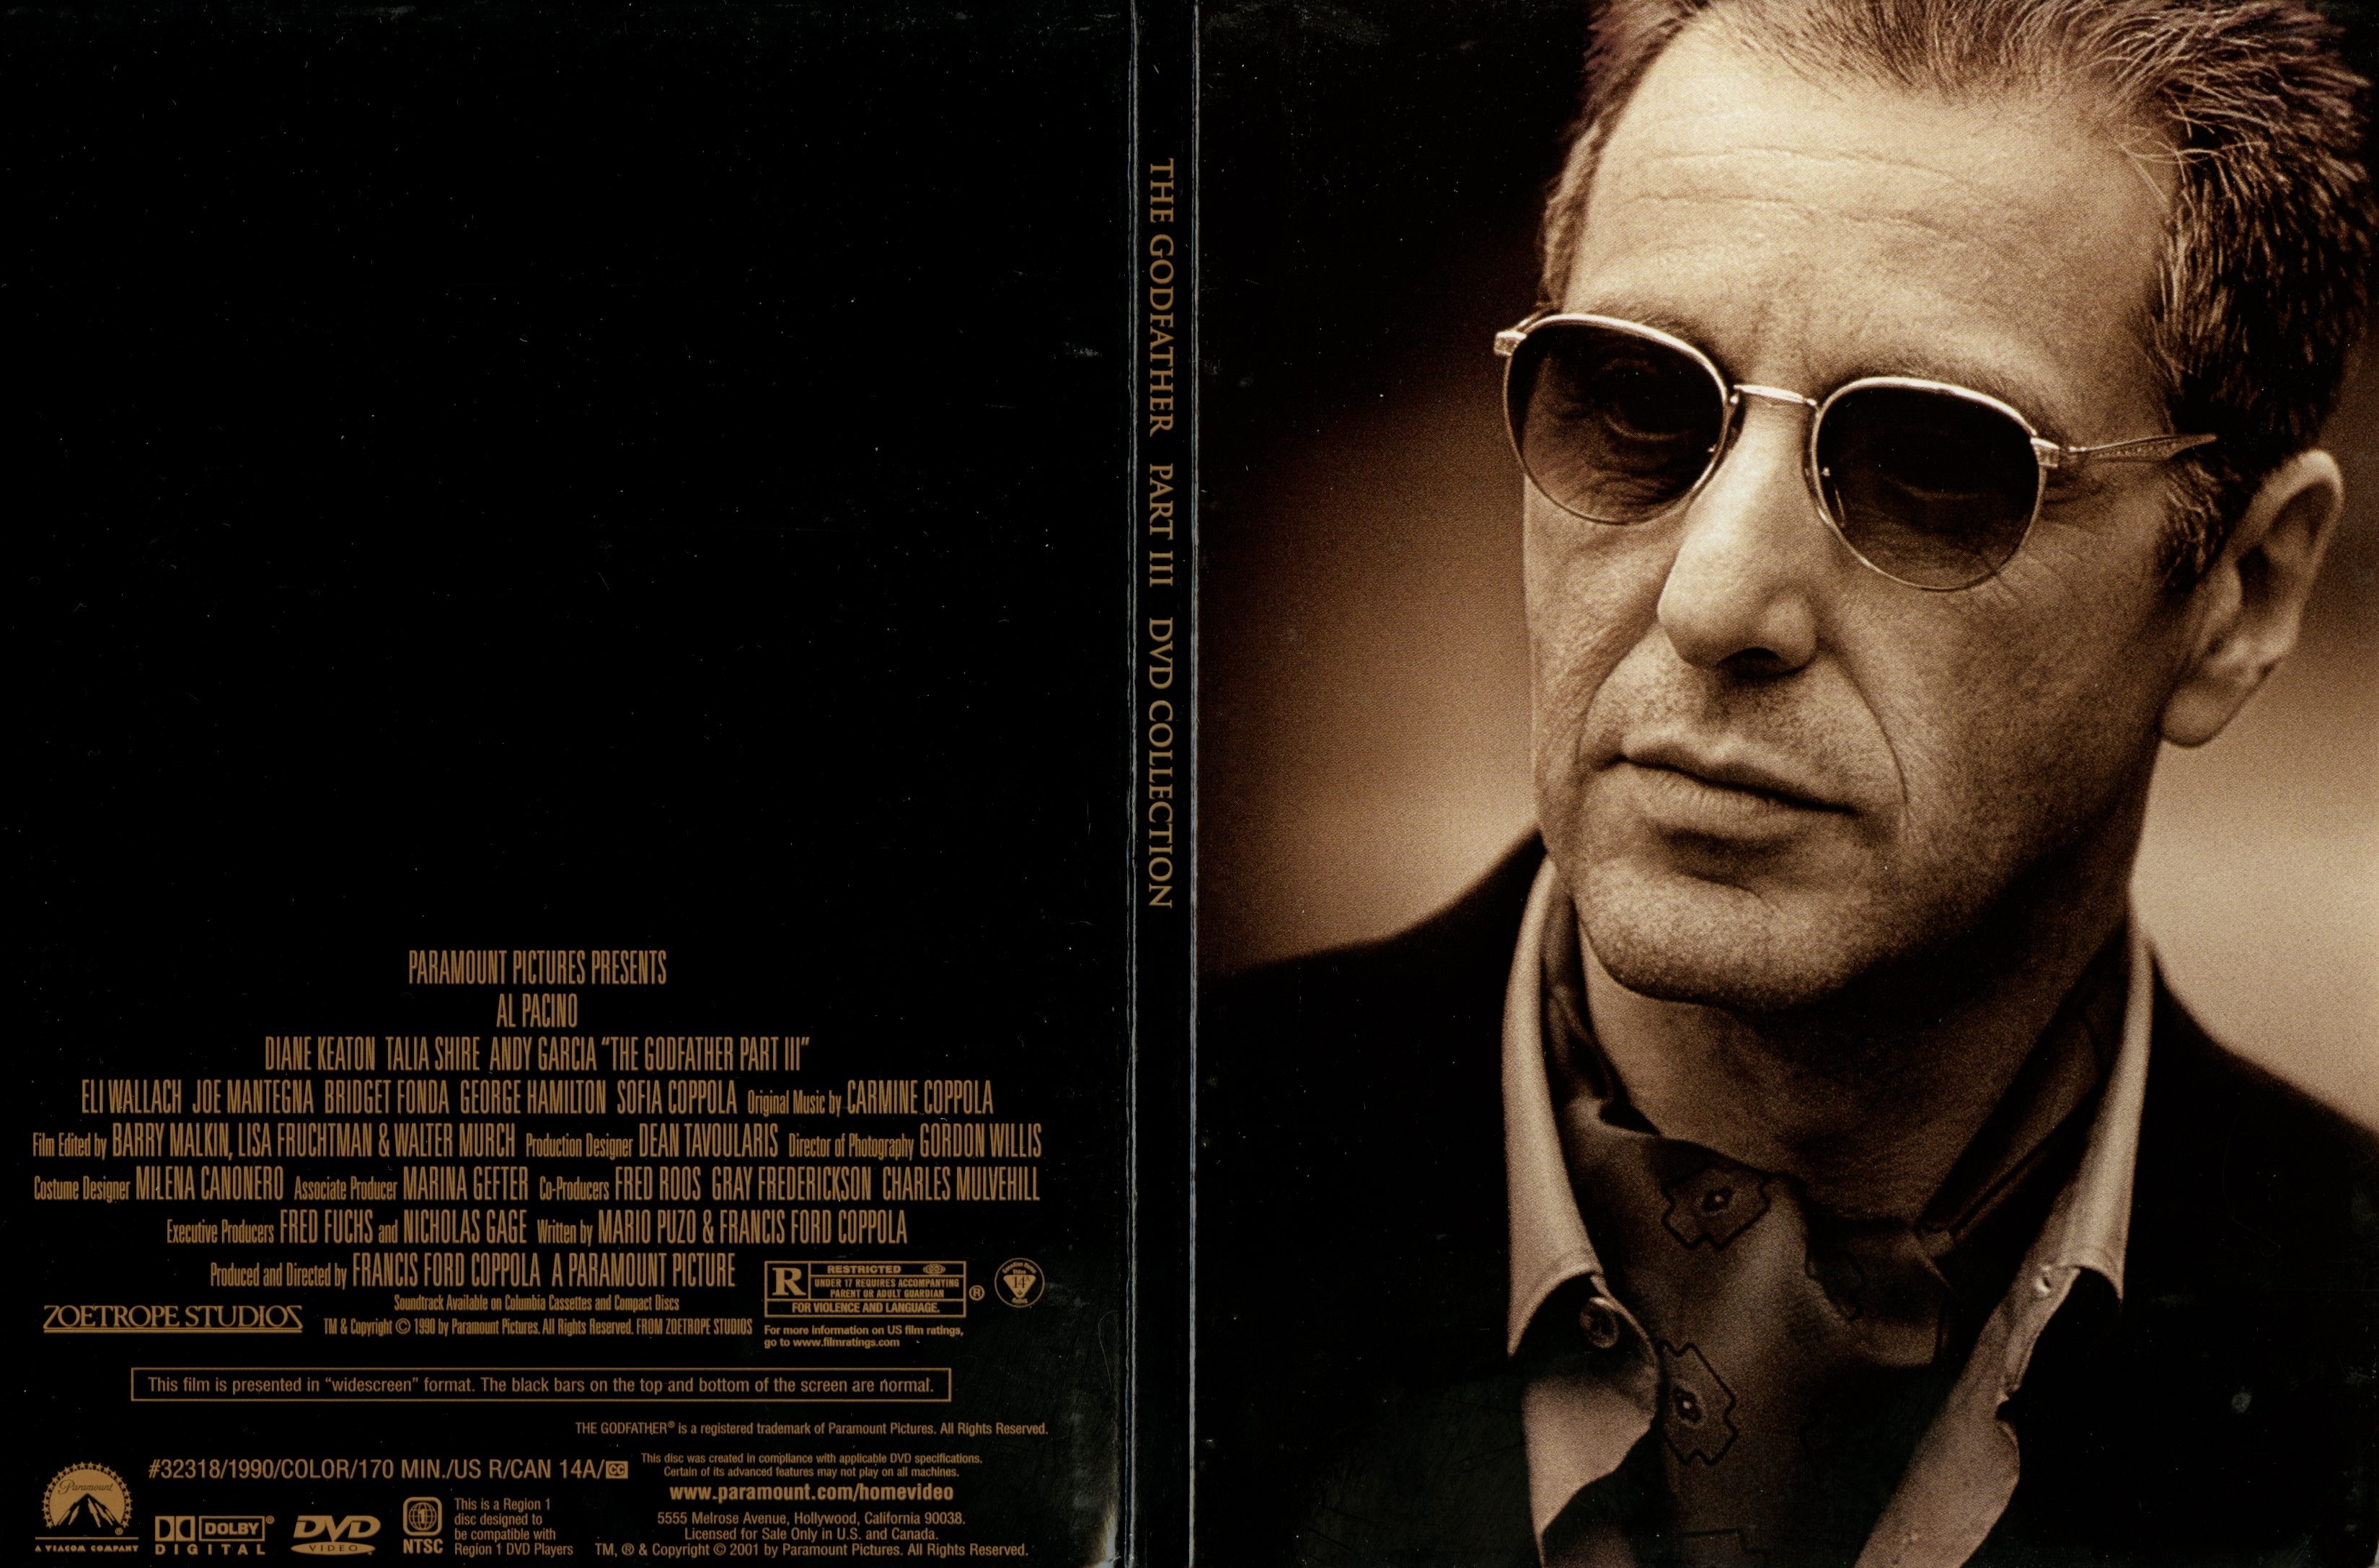 PARAMOUNT PICTURES PRESENTS
AL PACINO
DIANE KEATON TALIA SHIRE ANDY GARCIA “THE GODFATHER PART III”
ELI WALLACH JOE MANTEGNA BRIDGET FONDA GEORGE HAMILTON SOFIA COPPOLA Original Music by CARMINE COPPOLA
Film Edited by BARRY MALKIN, LISA FRUCHTMAN & WALTER MURCH Production Designer DEAN TAVOULARIS Director of Photography GORDON WILLIS
Costume Designer MILENA CANONERO Associate Producer MARINA GEFTER Co-Producers FRED ROOS GRAY FREDERICKSON CHARLES MULVEHILL
Executive Producers FRED FUCHS and NICHOLAS GAGE Written by MARIO PUZO & FRANCIS FORD COPPOLA
Produced and Directed by FRANCIS FORD COPPOLA A PARAMOUNT PICTURE
Soundtrack Available on Columbia Cassettes and Compact Discs
ZOETROPE STUDIOS
TM & Copyright © 1990 by Paramount Pictures. All Rights Reserved. FROM ZOETROPE STUDIOS
R RESTRICTED
UNDER 17 REQUIRES ACCOMPANYING
PARENT OR ADULT GUARDIAN
FOR VIOLENCE AND LANGUAGE.
®
14
For more information on US film ratings,
go to www.filmratings.com
This film is presented in “widescreen” format. The black bars on the top and bottom of the screen are normal.
THE GODFATHER® is a registered trademark of Paramount Pictures. All Rights Reserved.
Paramount
®
A VIACOM COMPANY
#32318/1990/COLOR/170 MIN./US R/CAN 14A/CC
DOLBY®
DIGITAL
DVD
VIDEO
1
NTSC
This is a Region 1
disc designed to
be compatible with
Region 1 DVD Players
This disc was created in compliance with applicable DVD specifications.
Certain of its advanced features may not play on all machines.
www.paramount.com/homevideo
5555 Melrose Avenue, Hollywood, California 90038.
Licensed for Sale Only in U.S. and Canada.
TM, ® & Copyright © 2001 by Paramount Pictures. All Rights Reserved.
THE GODFATHER PART III DVD COLLECTION